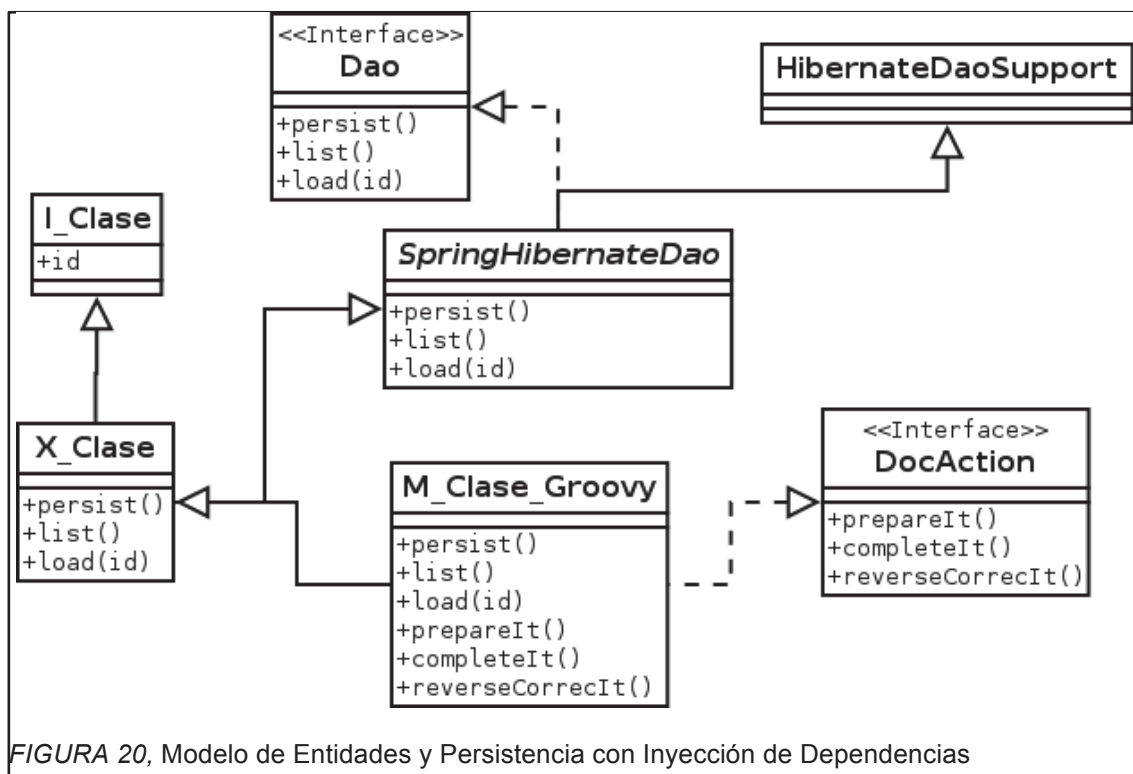 <<Interface>>
Dao
+persist()
+list()
+load(id)
HibernateDaoSupport
I_Clase
+id
SpringHibernateDao
+persist()
+list()
+load(id)
X_Clase
+persist()
+list()
+load(id)
M_Clase_Groovy
+persist()
+list()
+load(id)
+prepareIt()
+completeIt()
+reverseCorrecIt()
<<Interface>>
DocAction
+prepareIt()
+completeIt()
+reverseCorrecIt()
FIGURA 20, Modelo de Entidades y Persistencia con Inyección de Dependencias